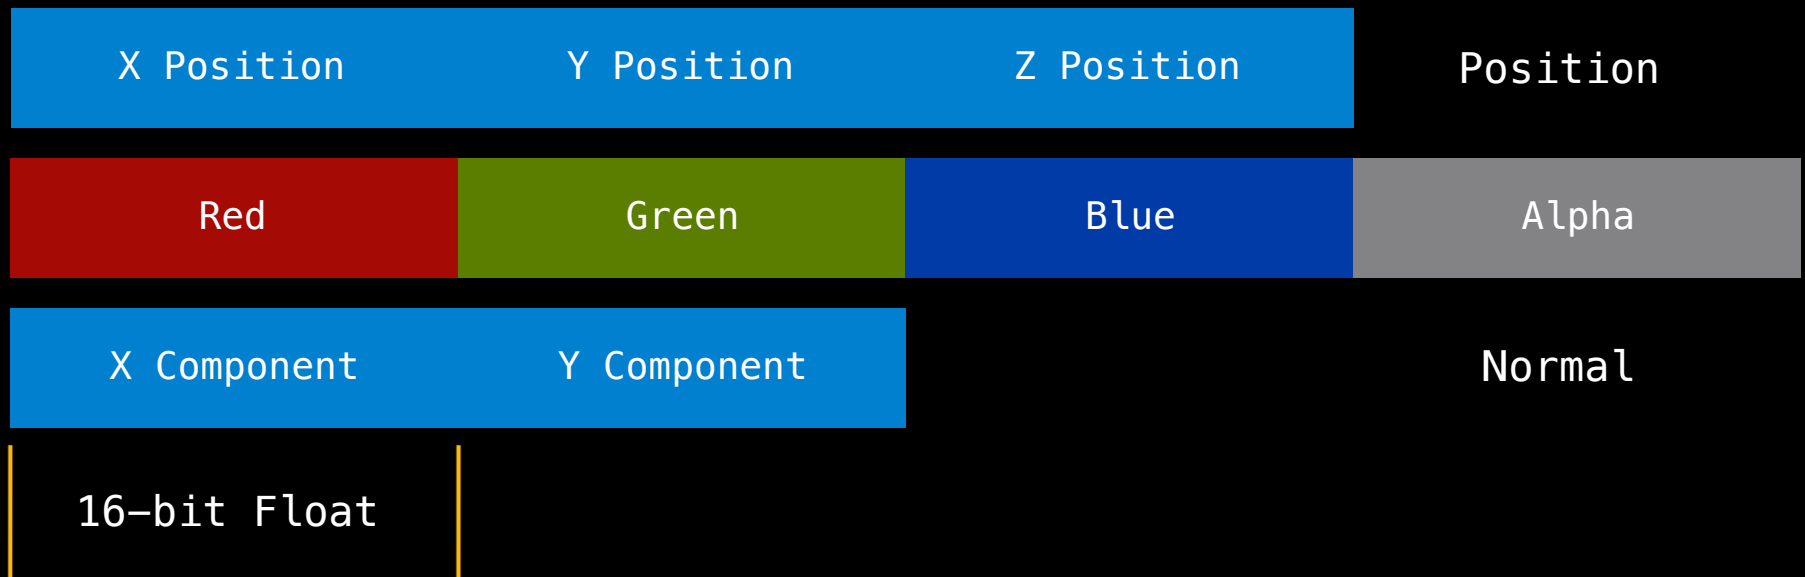 X Position Y Position Z Position Position
Red Green Blue Alpha
X Component Y Component Normal
16-bit Float